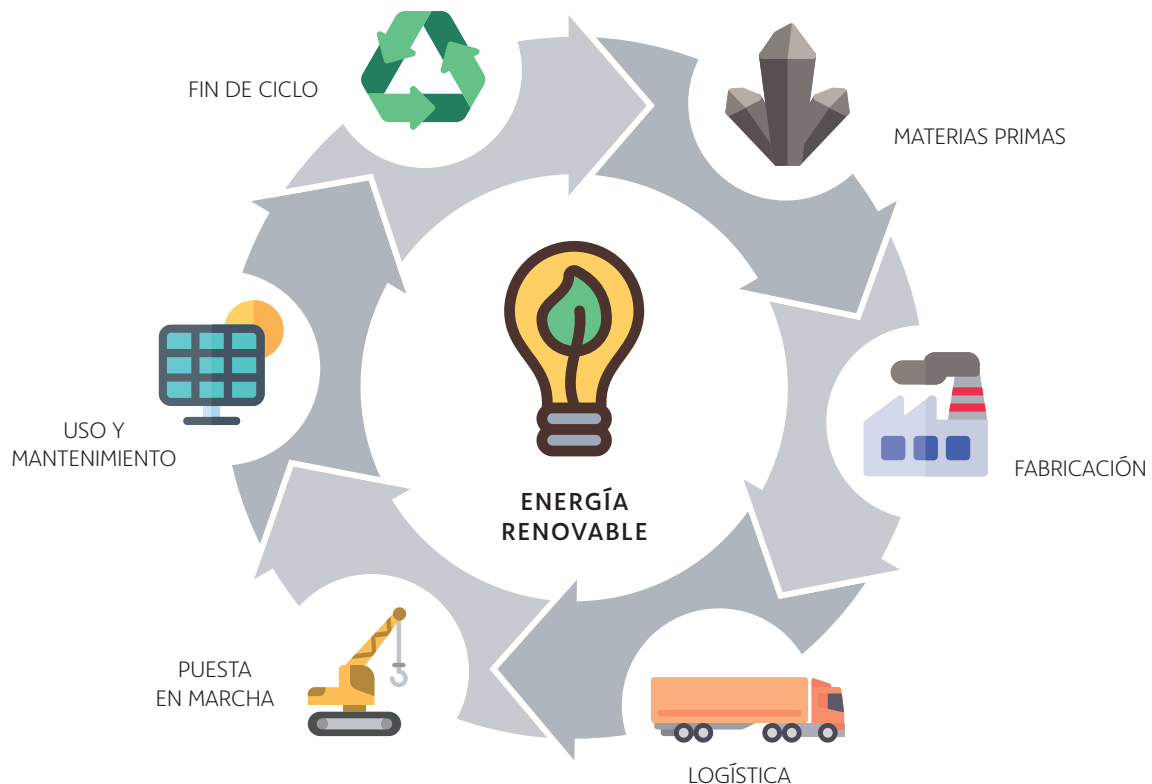 FIN DE CICLO
MATERIAS PRIMAS
FABRICACIÓN
LOGÍSTICA
PUESTA
EN MARCHA
USO Y
MANTENIMIENTO
ENERGÍA
RENOVABLE